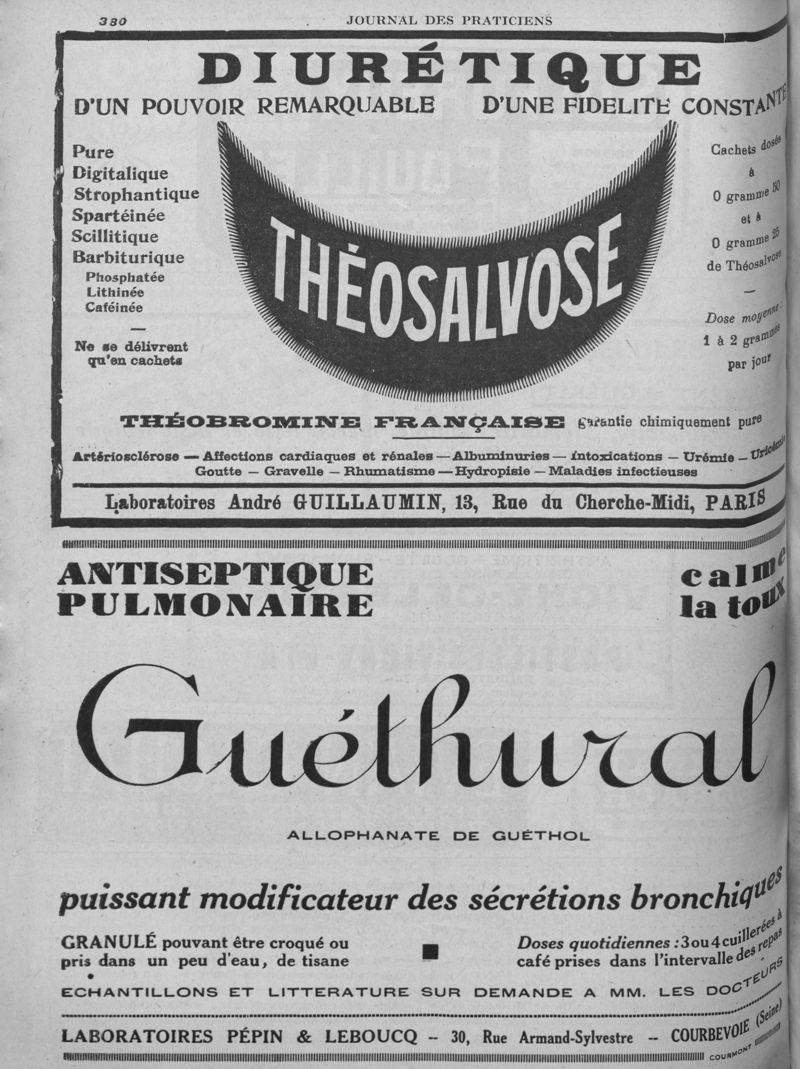 380
JOURNAL DES PRATICIENS
DIURÉTIQUE
D'UN POUVOIR REMARQUABLE D'UNE FIDELITÉ CONSTANTE
Pure
Digitalique
Strophantique
Spartéinée
Scillitique
Barbiturique
Phosphatée
Lithinée
Caféinée
—
Ne se délivrent
qu'en cachets
THÉOSALVOSE
Cachets dosés
à
0 gramme 50
et à
0 gramme 25
de Théosalvose
—
Dose moyenne :
1 à 2 grammes
par jour
THÉOBROMINE FRANÇAISE garantie chimiquement pure
Artériosclérose — Affections cardiaques et rénales — Albuminuries — Intoxications — Urémie — Uricémie
Goutte — Gravelle — Rhumatisme — Hydropisie — Maladies infectieuses
Laboratoires André GUILLAUMIN, 13, Rue du Cherche-Midi, PARIS
ANTISEPTIQUE
PULMONAIRE
calme
la toux
Guéthural
ALLOPHANATE DE GUÉTHOL
puissant modificateur des sécrétions bronchiques
GRANULÉ pouvant être croqué ou
pris dans un peu d'eau, de tisane
Doses quotidiennes : 3 ou 4 cuillerées à
café prises dans l'intervalle des repas
ECHANTILLONS ET LITTERATURE SUR DEMANDE A MM. LES DOCTEURS
LABORATOIRES PÉPIN & LEBOUCQ -- 30, Rue Armand-Sylvestre -- COURBEVOIE (Seine)
COURMONT